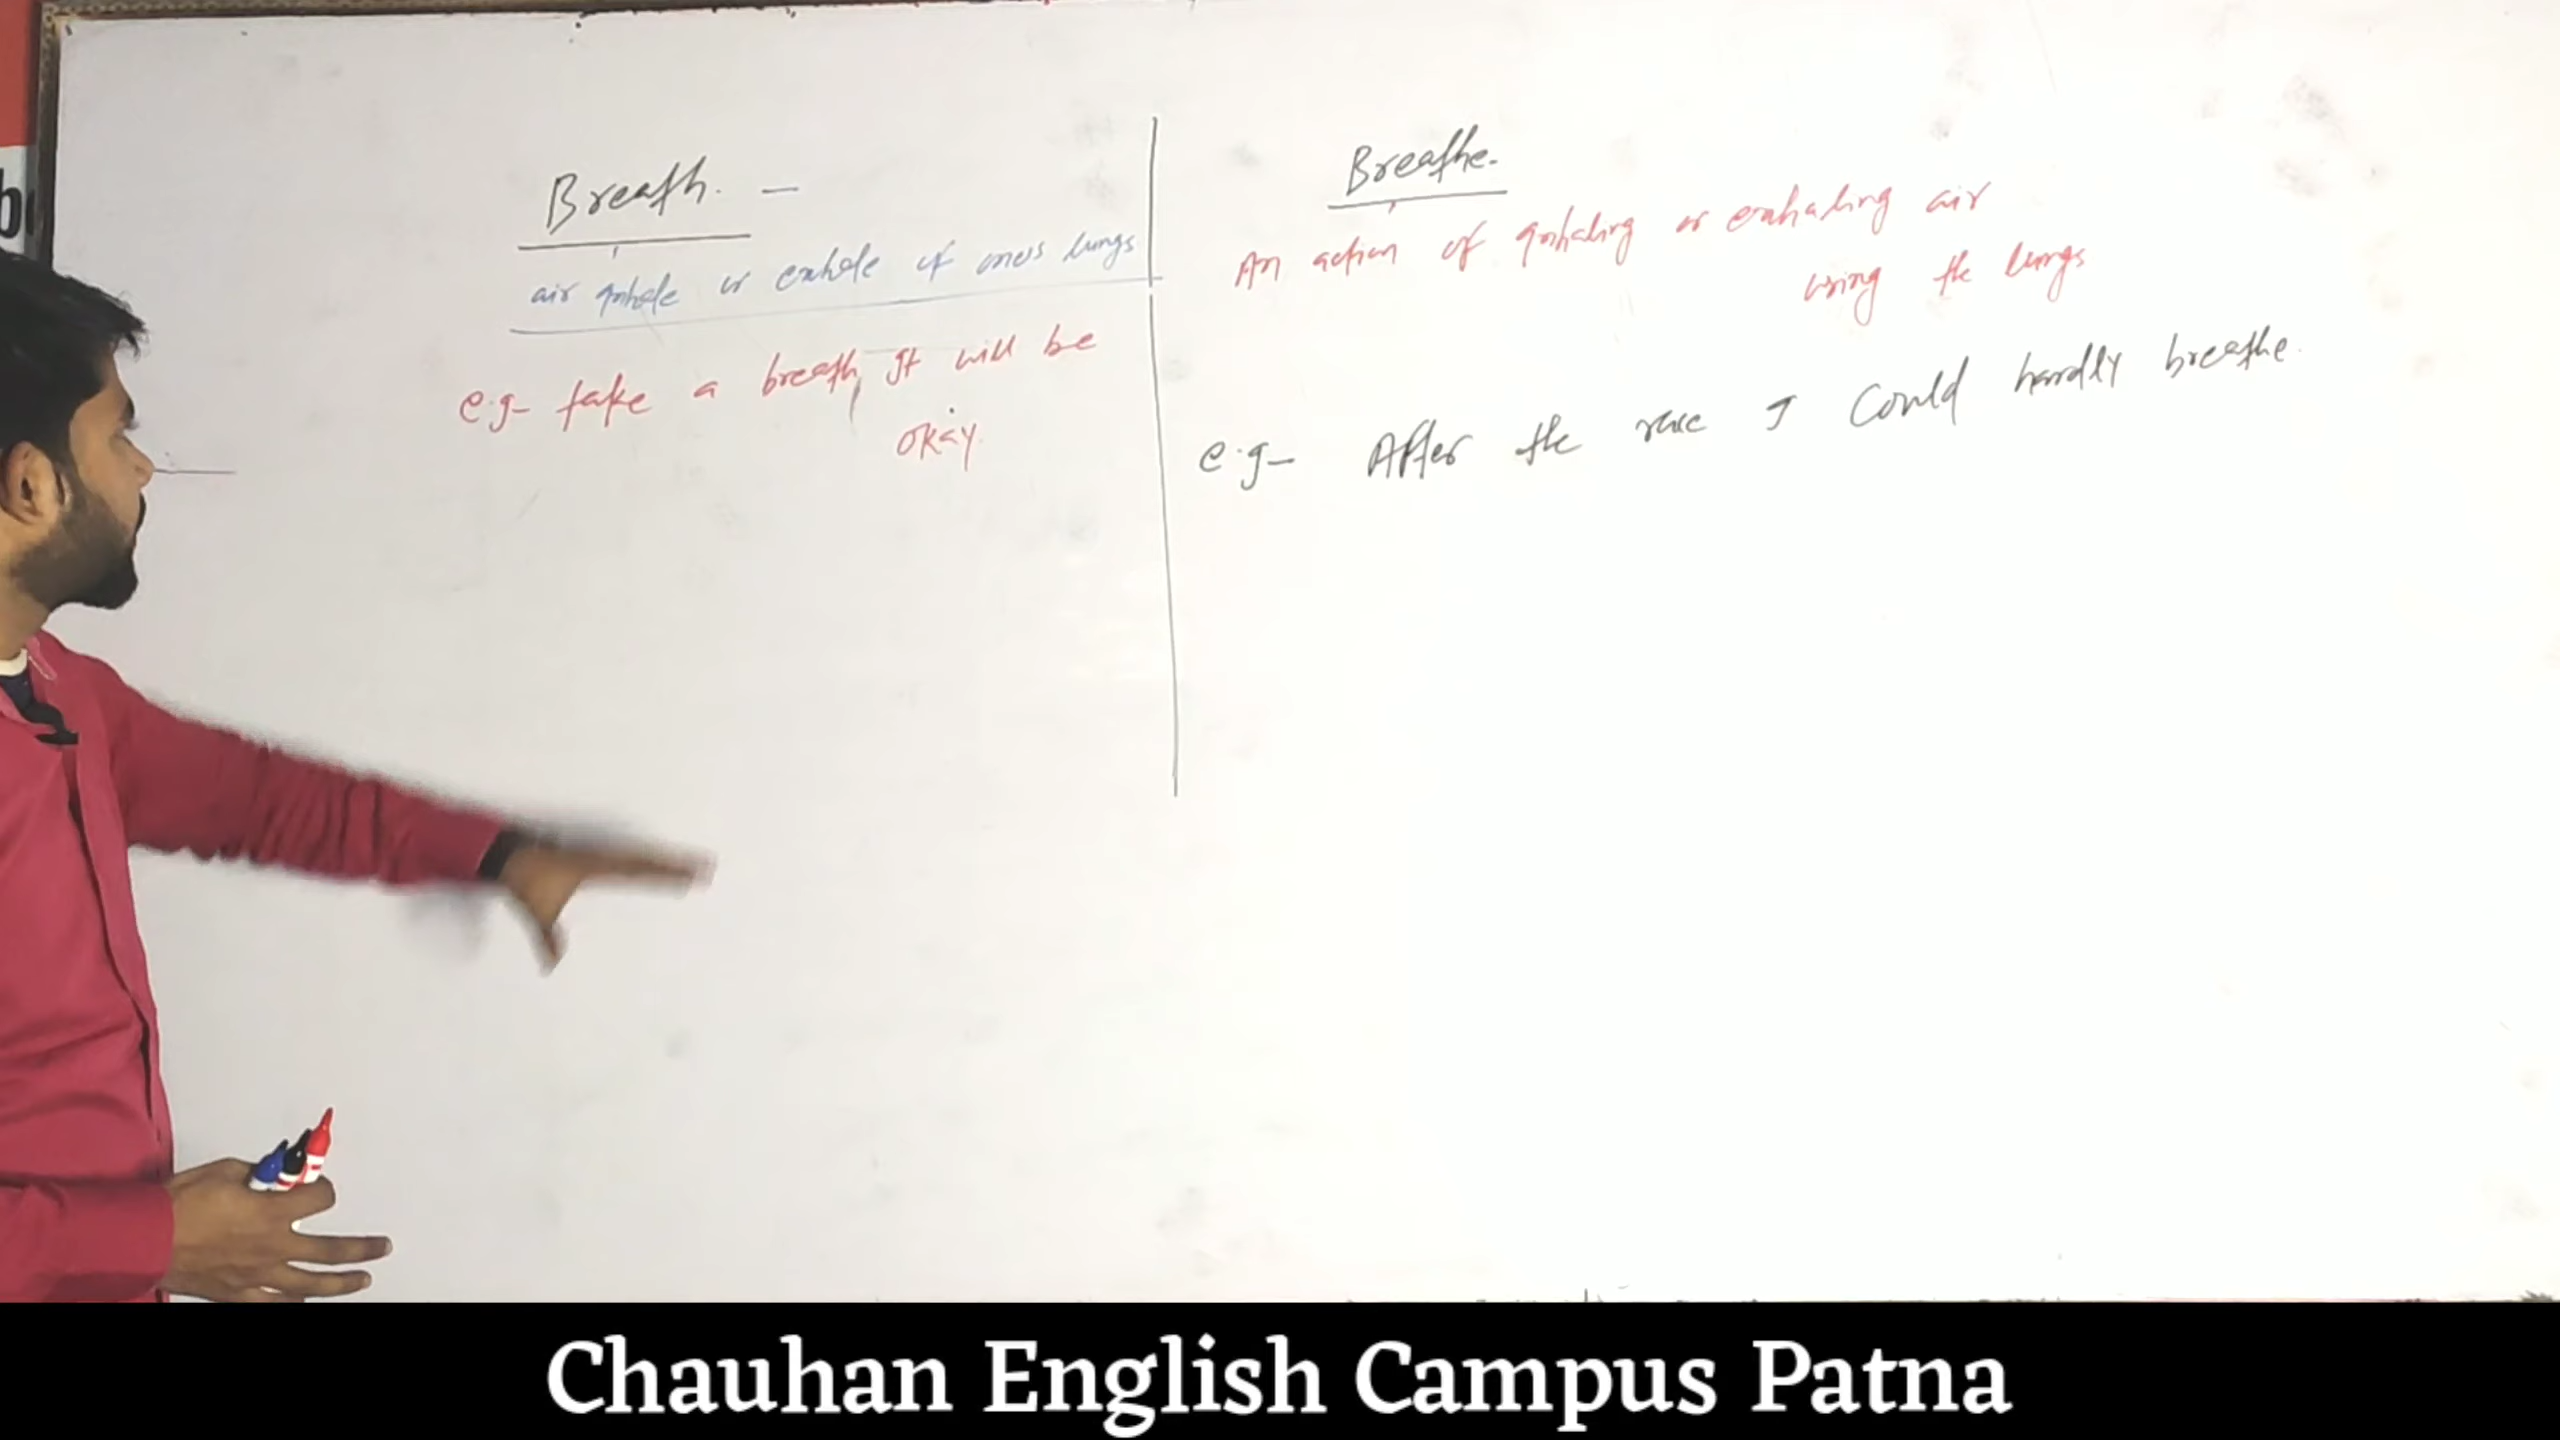 Breath. -
air inhale or exhale of ones lungs
e.g- take a breath, It will be
okay.
Breathe.
An action of inhaling or exhaling air
using the lungs
e.g- After the race I Could hardly breathe.
Chauhan English Campus Patna